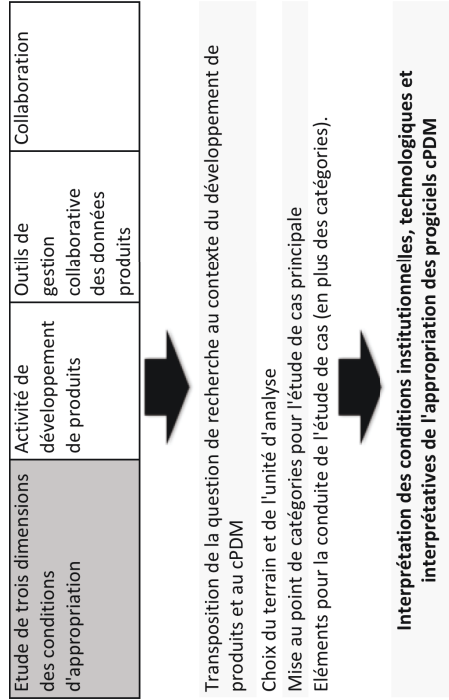 Etude de trois dimensions
des conditions
d'appropriation
Activité de
développement
de produits
Outils de
gestion
collaborative
des données
produits
Collaboration
Transposition de la question de recherche au contexte du développement de
produits et au cPDM
Choix du terrain et de l'unité d'analyse
Mise au point de catégories pour l'étude de cas principale
Eléments pour la conduite de l'étude de cas (en plus des catégories).
Interprétation des conditions institutionnelles, technologiques et
interprétatives de l'appropriation des progiciels cPDM